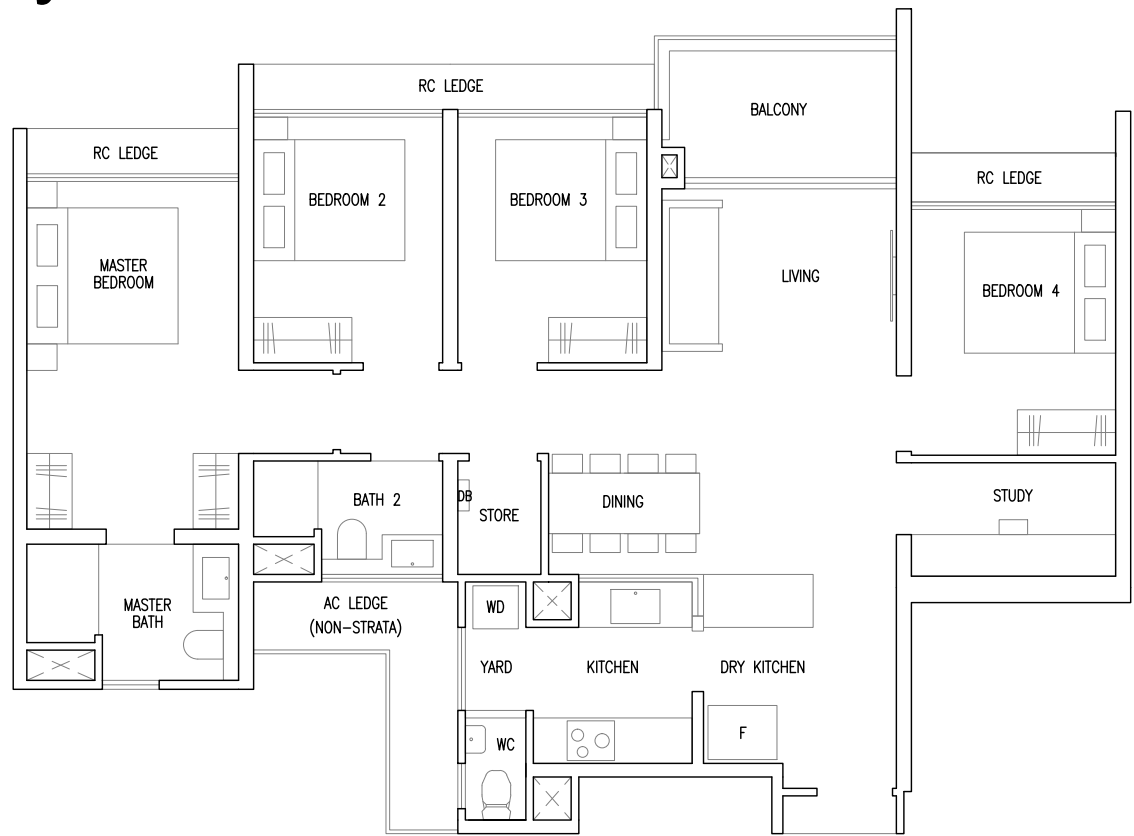 RC LEDGE
BALCONY
RC LEDGE
RC LEDGE
BEDROOM 2
BEDROOM 3
MASTER
BEDROOM
LIVING
BEDROOM 4
BATH 2
DB
STORE
DINING
STUDY
MASTER
BATH
AC LEDGE
(NON-STRATA)
WD
YARD
KITCHEN
DRY KITCHEN
WC
F